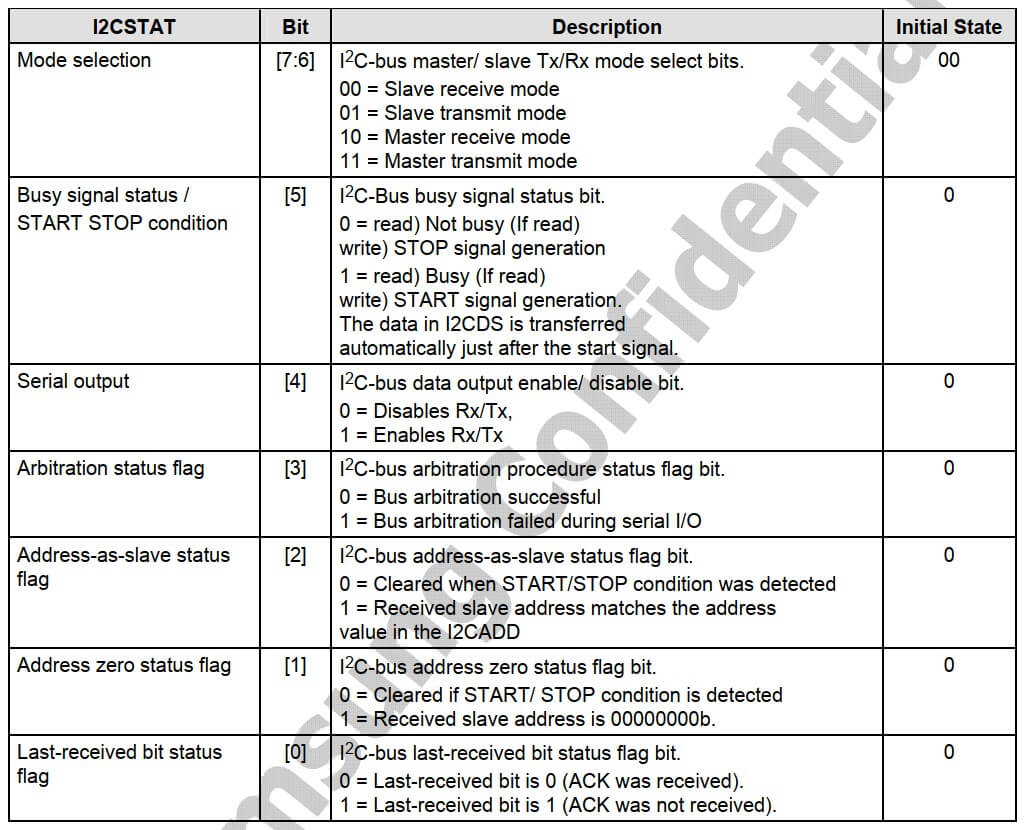 I2CSTAT Bit Description Initial State
Mode selection [7:6] I2C-bus master/ slave Tx/Rx mode select bits. 00
00 = Slave receive mode
01 = Slave transmit mode
10 = Master receive mode
11 = Master transmit mode
Busy signal status / [5] I2C-Bus busy signal status bit. 0
START STOP condition
0 = read) Not busy (If read)
write) STOP signal generation
1 = read) Busy (If read)
write) START signal generation.
The data in I2CDS is transferred
automatically just after the start signal.
Serial output [4] I2C-bus data output enable/ disable bit. 0
0 = Disables Rx/Tx,
1 = Enables Rx/Tx
Arbitration status flag [3] I2C-bus arbitration procedure status flag bit. 0
0 = Bus arbitration successful
1 = Bus arbitration failed during serial I/O
Address-as-slave status [2] I2C-bus address-as-slave status flag bit. 0
flag
0 = Cleared when START/STOP condition was detected
1 = Received slave address matches the address
value in the I2CADD
Address zero status flag [1] I2C-bus address zero status flag bit. 0
0 = Cleared if START/ STOP condition is detected
1 = Received slave address is 00000000b.
Last-received bit status [0] I2C-bus last-received bit status flag bit. 0
flag
0 = Last-received bit is 0 (ACK was received).
1 = Last-received bit is 1 (ACK was not received).
msung Confidential